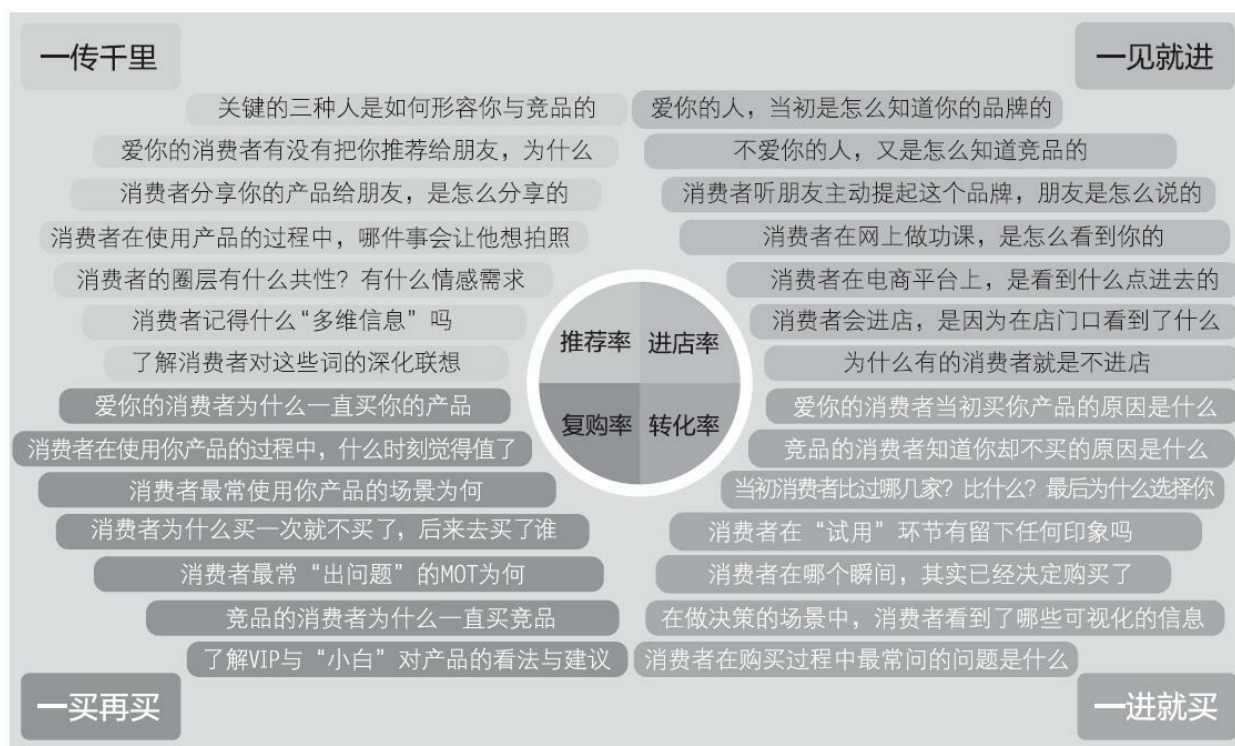 一传千里
关键的三种人是如何形容你与竞品的
爱你的消费者有没有把你推荐给朋友，为什么
消费者分享你的产品给朋友，是怎么分享的
消费者在使用产品的过程中，哪件事会让他想拍照
消费者的圈层有什么共性？有什么情感需求
消费者记得什么“多维信息”吗
了解消费者对这些词的深化联想
一见就进
爱你的人，当初是怎么知道你的品牌的
不爱你的人，又是怎么知道竞品的
消费者听朋友主动提起这个品牌，朋友是怎么说的
消费者在网上做功课，是怎么看到你的
消费者在电商平台上，是看到什么点进去的
消费者会进店，是因为在店门口看到了什么
为什么有的消费者就是不进店
推荐率
进店率
复购率
转化率
爱你的消费者为什么一直买你的产品
消费者在使用你产品的过程中，什么时刻觉得值了
消费者最常使用你产品的场景为何
消费者为什么买一次就不买了，后来去买了谁
消费者最常“出问题”的MOT为何
竞品的消费者为什么一直买竞品
了解VIP与“小白”对产品的看法与建议
一买再买
爱你的消费者当初买你产品的原因是什么
竞品的消费者知道你却不买的原因是什么
当初消费者比过哪几家？比什么？最后为什么选择你
消费者在“试用”环节有留下任何印象吗
消费者在哪个瞬间，其实已经决定购买了
在做决策的场景中，消费者看到了哪些可视化的信息
消费者在购买过程中最常问的问题是什么
一进就买